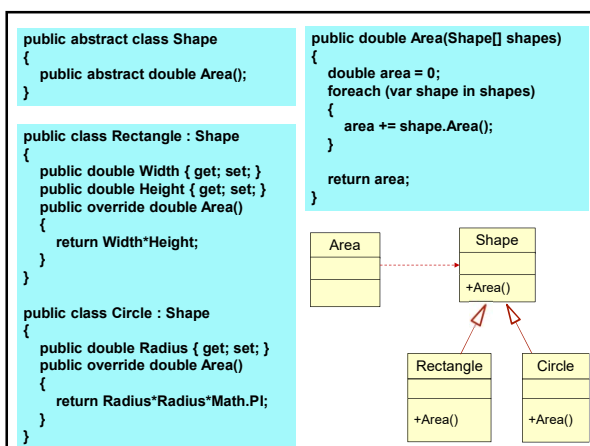 public abstract class Shape
{
public abstract double Area();
}
public class Rectangle : Shape
{
public double Width { get; set; }
public double Height { get; set; }
public override double Area()
{
return Width*Height;
}
}
public class Circle : Shape
{
public double Radius { get; set; }
public override double Area()
{
return Radius*Radius*Math.PI;
}
}
public double Area(Shape[] shapes)
{
double area = 0;
foreach (var shape in shapes)
{
area += shape.Area();
}
return area;
}
Area
Shape
+Area()
Rectangle
+Area()
Circle
+Area()